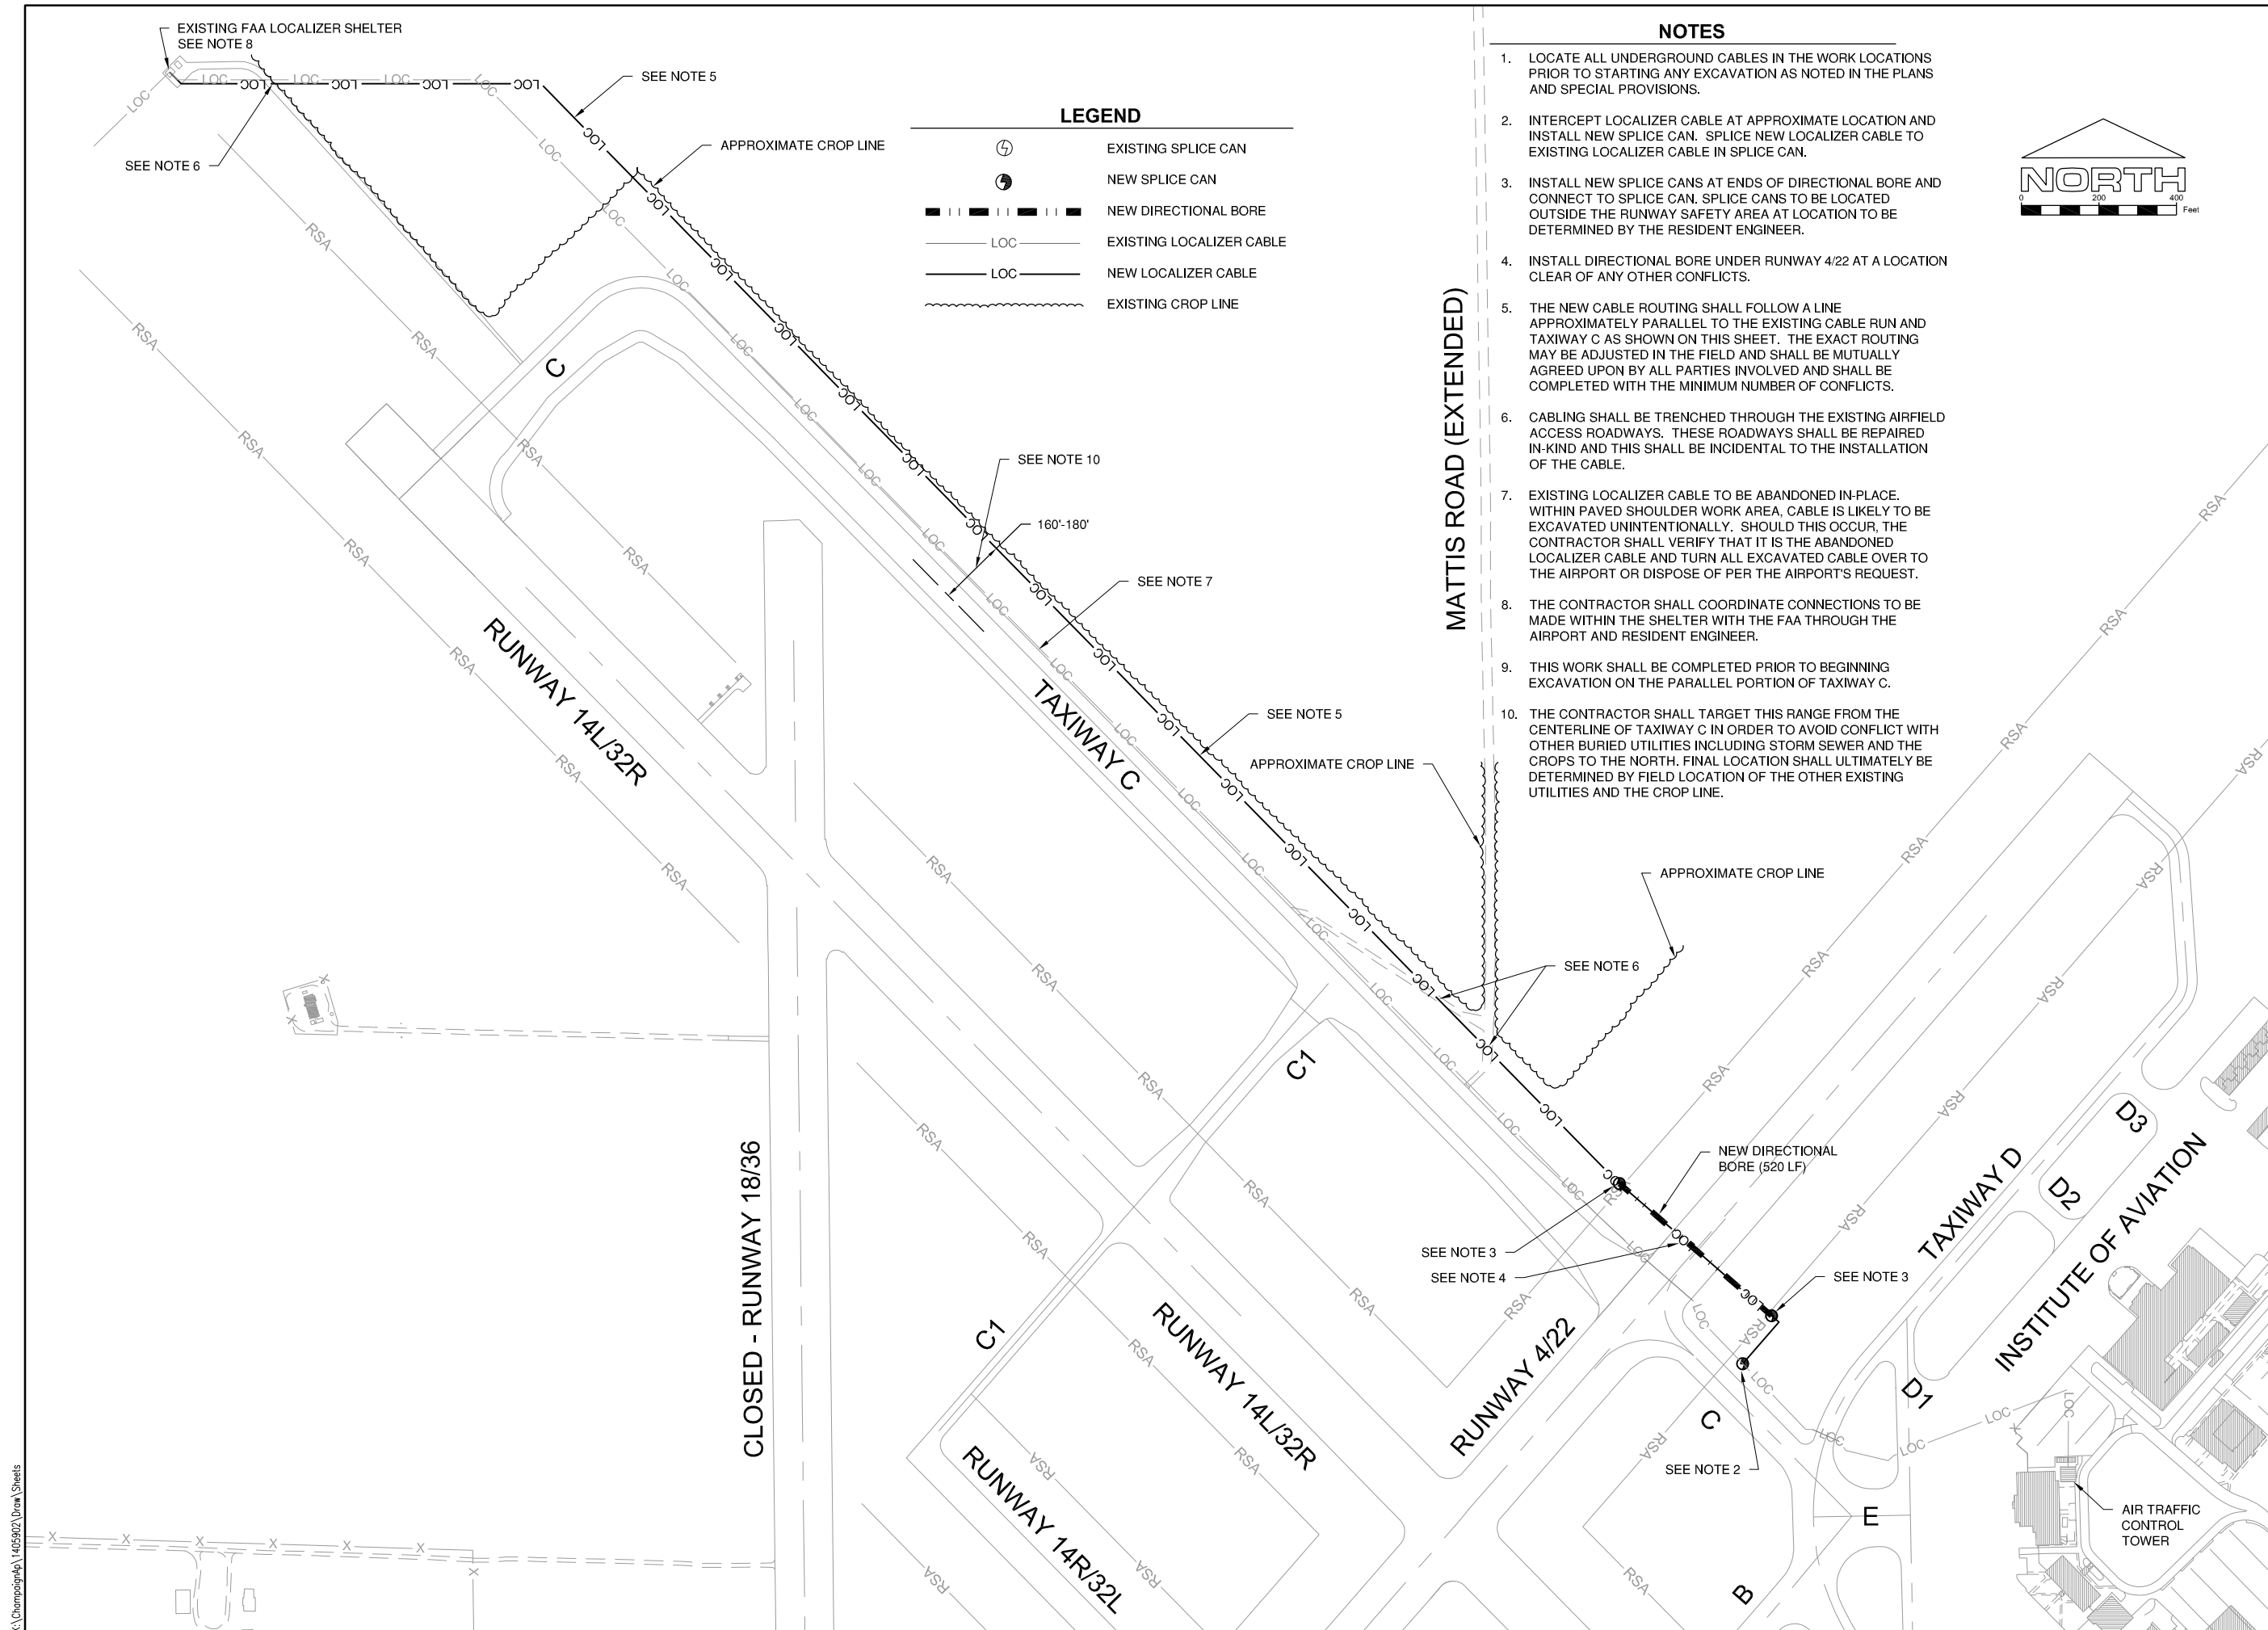 EXISTING FAA LOCALIZER SHELTER
SEE NOTE 8
SEE NOTE 5
APPROXIMATE CROP LINE
SEE NOTE 6
LEGEND
EXISTING SPLICE CAN
NEW SPLICE CAN
NEW DIRECTIONAL BORE
LOC
EXISTING LOCALIZER CABLE
LOC
NEW LOCALIZER CABLE
EXISTING CROP LINE
NOTES
1. LOCATE ALL UNDERGROUND CABLES IN THE WORK LOCATIONS
PRIOR TO STARTING ANY EXCAVATION AS NOTED IN THE PLANS
AND SPECIAL PROVISIONS.
2. INTERCEPT LOCALIZER CABLE AT APPROXIMATE LOCATION AND
INSTALL NEW SPLICE CAN. SPLICE NEW LOCALIZER CABLE TO
EXISTING LOCALIZER CABLE IN SPLICE CAN.
3. INSTALL NEW SPLICE CANS AT ENDS OF DIRECTIONAL BORE AND
CONNECT TO SPLICE CAN. SPLICE CANS TO BE LOCATED
OUTSIDE THE RUNWAY SAFETY AREA AT LOCATION TO BE
DETERMINED BY THE RESIDENT ENGINEER.
4. INSTALL DIRECTIONAL BORE UNDER RUNWAY 4/22 AT A LOCATION
CLEAR OF ANY OTHER CONFLICTS.
5. THE NEW CABLE ROUTING SHALL FOLLOW A LINE
APPROXIMATELY PARALLEL TO THE EXISTING CABLE RUN AND
TAXIWAY C AS SHOWN ON THIS SHEET. THE EXACT ROUTING
MAY BE ADJUSTED IN THE FIELD AND SHALL BE MUTUALLY
AGREED UPON BY ALL PARTIES INVOLVED AND SHALL BE
COMPLETED WITH THE MINIMUM NUMBER OF CONFLICTS.
6. CABLING SHALL BE TRENCHED THROUGH THE EXISTING AIRFIELD
ACCESS ROADWAYS. THESE ROADWAYS SHALL BE REPAIRED
IN-KIND AND THIS SHALL BE INCIDENTAL TO THE INSTALLATION
OF THE CABLE.
7. EXISTING LOCALIZER CABLE TO BE ABANDONED IN-PLACE.
WITHIN PAVED SHOULDER WORK AREA, CABLE IS LIKELY TO BE
EXCAVATED UNINTENTIONALLY. SHOULD THIS OCCUR, THE
CONTRACTOR SHALL VERIFY THAT IT IS THE ABANDONED
LOCALIZER CABLE AND TURN ALL EXCAVATED CABLE OVER TO
THE AIRPORT OR DISPOSE OF PER THE AIRPORT'S REQUEST.
8. THE CONTRACTOR SHALL COORDINATE CONNECTIONS TO BE
MADE WITHIN THE SHELTER WITH THE FAA THROUGH THE
AIRPORT AND RESIDENT ENGINEER.
9. THIS WORK SHALL BE COMPLETED PRIOR TO BEGINNING
EXCAVATION ON THE PARALLEL PORTION OF TAXIWAY C.
10. THE CONTRACTOR SHALL TARGET THIS RANGE FROM THE
CENTERLINE OF TAXIWAY C IN ORDER TO AVOID CONFLICT WITH
OTHER BURIED UTILITIES INCLUDING STORM SEWER AND THE
CROPS TO THE NORTH. FINAL LOCATION SHALL ULTIMATELY BE
DETERMINED BY FIELD LOCATION OF THE OTHER EXISTING
UTILITIES AND THE CROP LINE.
NORTH
0 200 400
Feet
MATTIS ROAD (EXTENDED)
C
SEE NOTE 10
160'-180'
SEE NOTE 7
RUNWAY 14L/32R
TAXIWAY C
SEE NOTE 5
APPROXIMATE CROP LINE
APPROXIMATE CROP LINE
SEE NOTE 6
C1
CLOSED - RUNWAY 18/36
NEW DIRECTIONAL
BORE (520 LF)
SEE NOTE 3
SEE NOTE 4
SEE NOTE 3
D3
D2
TAXIWAY D
INSTITUTE OF AVIATION
C1
RUNWAY 14L/32R
RUNWAY 4/22
D1
C
SEE NOTE 2
RUNWAY 14R/32L
E
B
AIR TRAFFIC
CONTROL
TOWER
LOC
RSA
X